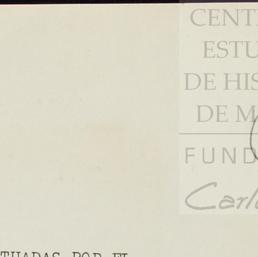 CENT
ESTU
DE HIS
DE M
FUND
Carl
TUADAS POR EL